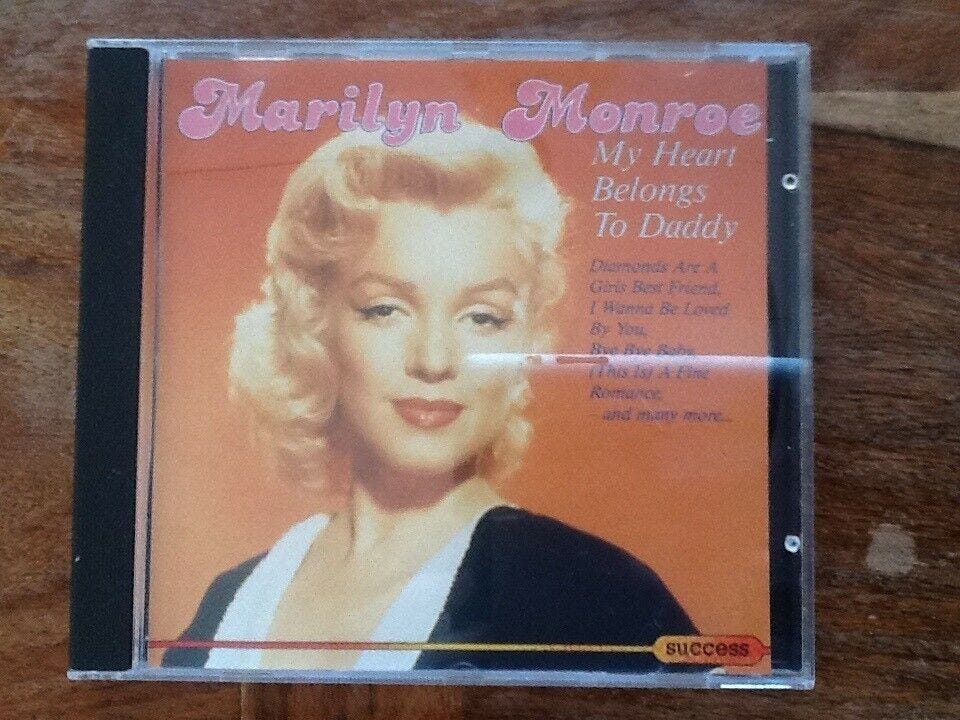 Marilyn Monroe
My Heart
Belongs
To Daddy
Diamonds Are A
Girls Best Friend,
I Wanna Be Loved
By You,
Bye Bye Baby,
(This Is) A Fine
Romance,
- and many more...
success